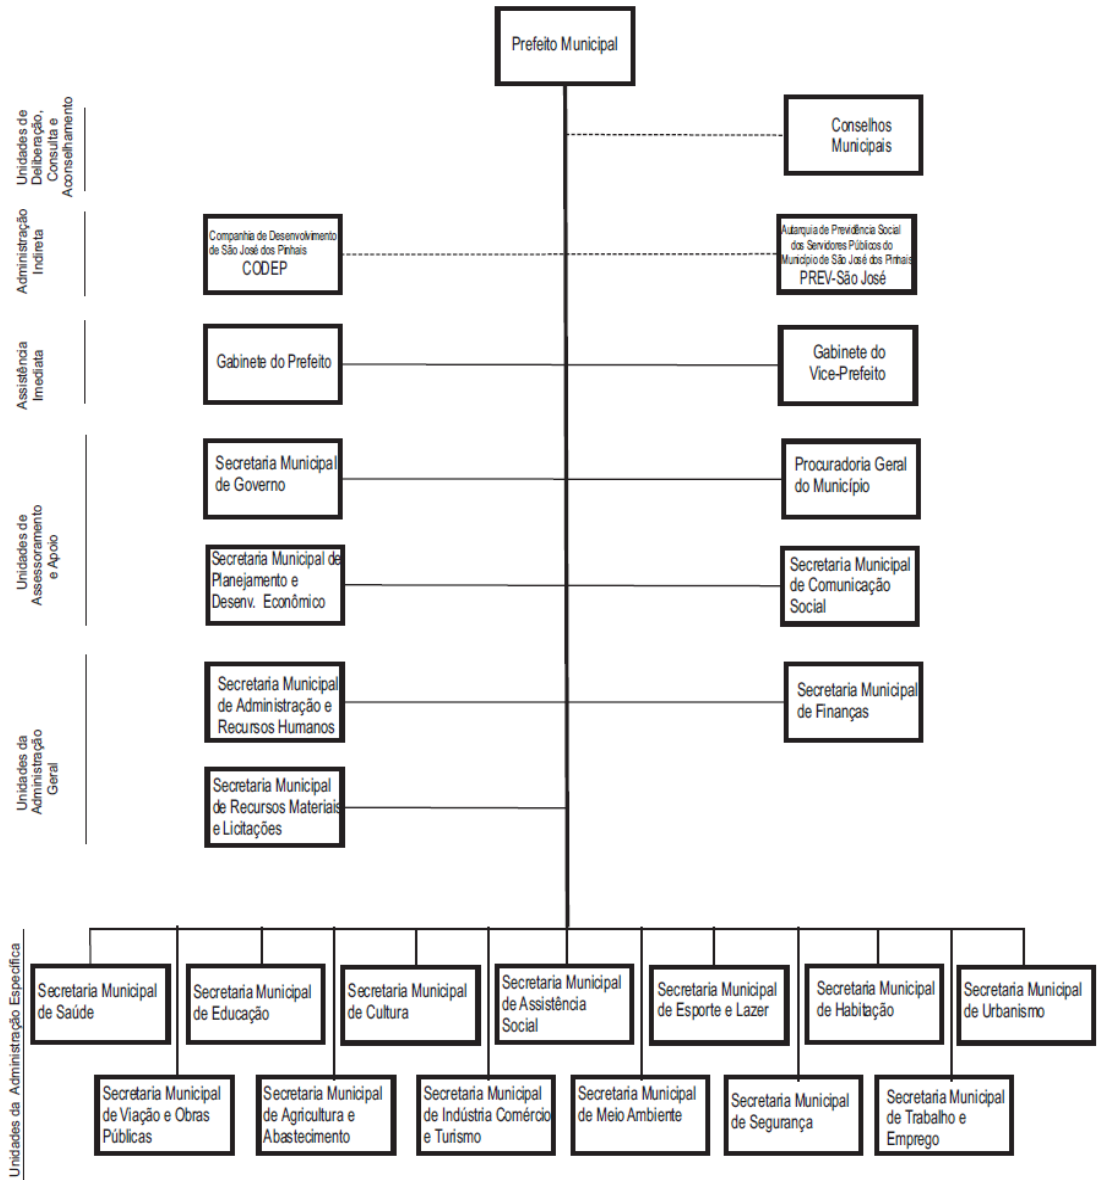 Prefeito Municipal
Unidades de
Deliberação,
Consulta e
Aconselhamento
Conselhos
Municipais
Administração
Indireta
Companhia de Desenvolvimento
de São José dos Pinhais
CODEP
Autarquia de Previdência Social
dos Servidores Públicos do
Município de São José dos Pinhais
PREV-São José
Assistência
Imediata
Gabinete do Prefeito
Gabinete do
Vice-Prefeito
Unidades de
Assessoramento
e Apoio
Secretaria Municipal
de Governo
Procuradoria Geral
do Município
Secretaria Municipal de
Planejamento e
Desenv. Econômico
Secretaria Municipal
de Comunicação
Social
Unidades da
Administração
Geral
Secretaria Municipal
de Administração e
Recursos Humanos
Secretaria Municipal
de Finanças
Secretaria Municipal
de Recursos Materiais
e Licitações
Unidades da Administração Específica
Secretaria Municipal
de Saúde
Secretaria Municipal
de Educação
Secretaria Municipal
de Cultura
Secretaria Municipal
de Assistência
Social
Secretaria Municipal
de Esporte e Lazer
Secretaria Municipal
de Habitação
Secretaria Municipal
de Urbanismo
Secretaria Municipal
de Viação e Obras
Públicas
Secretaria Municipal
de Agricultura e
Abastecimento
Secretaria Municipal
de Indústria Comércio
e Turismo
Secretaria Municipal
de Meio Ambiente
Secretaria Municipal
de Segurança
Secretaria Municipal
de Trabalho e
Emprego